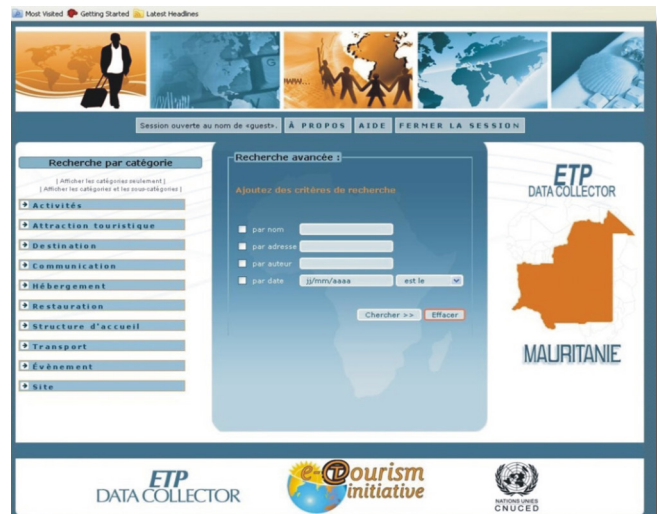 Most Visited Getting Started Latest Headlines
Session ouverte au nom de «guest». À PROPOS AIDE FERMER LA SESSION
Recherche par catégorie
[ Afficher les catégories seulement ]
[ Afficher les catégories et les sous-catégories ]
Activités
Attraction touristique
Destination
Communication
Hébergement
Restauration
Structure d'accueil
Transport
Évènement
Site
Recherche avancée :
Ajoutez des critères de recherche
par nom
par adresse
par auteur
par date jj/mm/aaaa est le
Chercher >> Effacer
ETP
DATA COLLECTOR
MAURITANIE
ETP
DATA COLLECTOR
e-Tourism
initiative
NATIONS UNIES
CNUCED